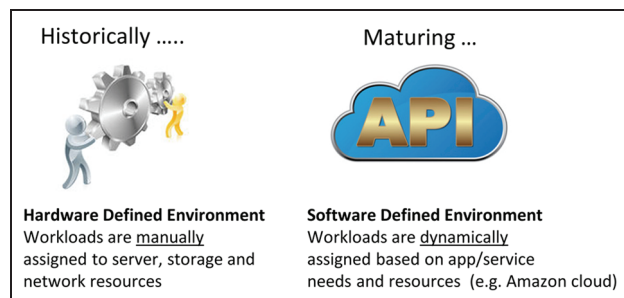 Historically .....
Maturing ...
API
Hardware Defined Environment
Workloads are manually
assigned to server, storage and
network resources
Software Defined Environment
Workloads are dynamically
assigned based on app/service
needs and resources (e.g. Amazon cloud)